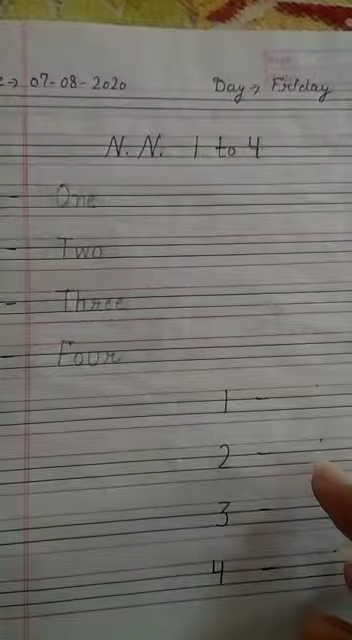 → 07-08-2020 Day → Friday
N.N. 1 to 4
- One
- Two
- Three
- Four
1 -
2 -
3 -
4 -